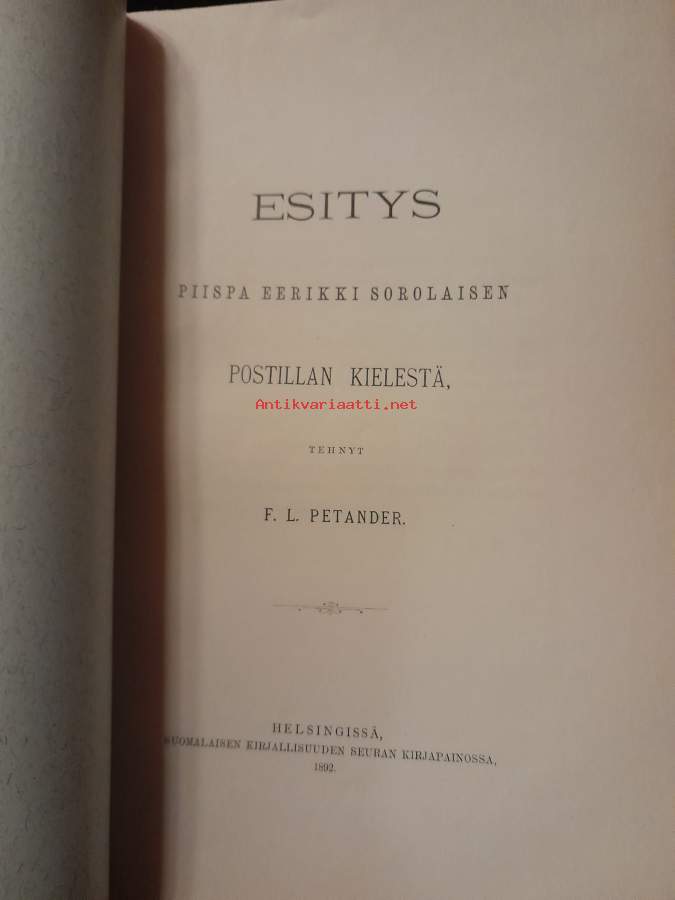 ESITYS
PIISPA EERIKKI SOROLAISEN
POSTILLAN KIELESTÄ,
Antikvariaatti.net
TEHNYT
F. L. PETANDER.
HELSINGISSÄ,
SUOMALAISEN KIRJALLISUUDEN SEURAN KIRJAPAINOSSA,
1892.